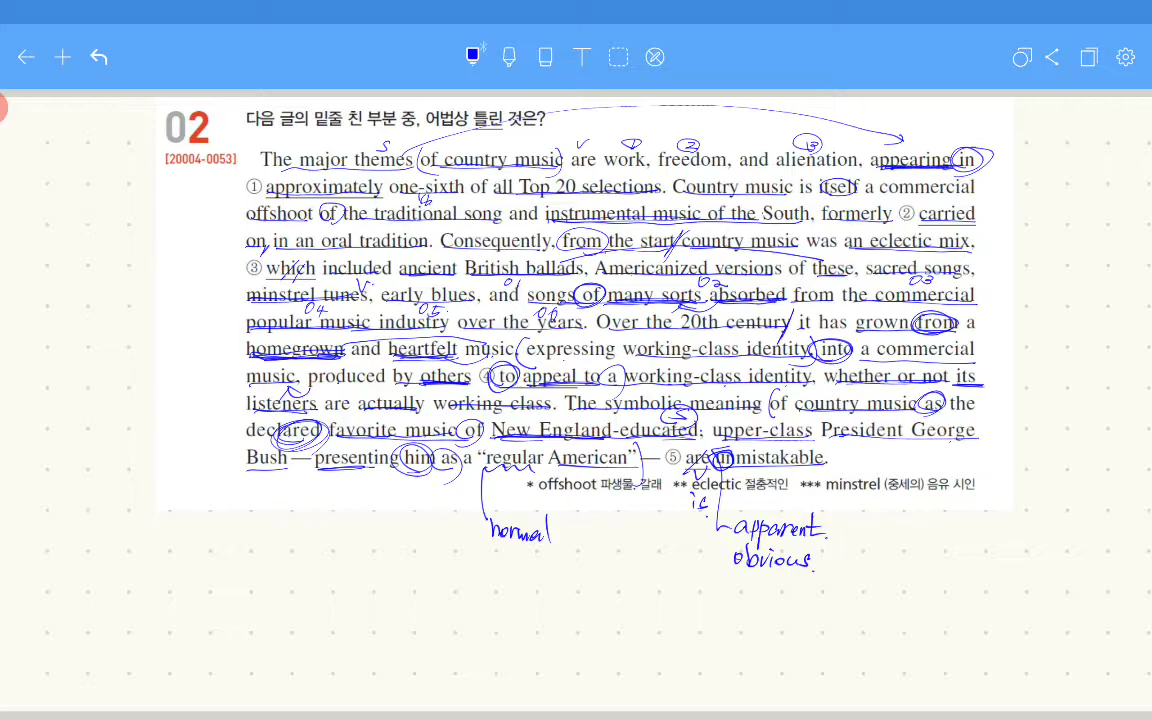 02 다음 글의 밑줄 친 부분 중, 어법상 틀린 것은?
[20004-0053]
S V ① ② ③
The major themes of country music are work, freedom, and alienation, appearing in
① approximately one-sixth of all Top 20 selections. Country music is itself a commercial
offshoot of the traditional song and instrumental music of the South, formerly ② carried
on in an oral tradition. Consequently, from the start country music was an eclectic mix,
③ which included ancient British ballads, Americanized versions of these, sacred songs,
01 02 03
minstrel tunes, early blues, and songs of many sorts absorbed from the commercial
04 05 06
popular music industry over the years. Over the 20th century it has grown from a
homegrown and heartfelt music, expressing working-class identity, into a commercial
music, produced by others ④ to appeal to a working-class identity, whether or not its
listeners are actually working class. The symbolic meaning of country music as the
S
declared favorite music of New England-educated, upper-class President George
Bush—presenting him as a “regular American”— ⑤ are unmistakable.
V
* offshoot 파생물, 갈래 ** eclectic 절충적인 *** minstrel (중세의) 음유 시인
is
normal
apparent.
obvious.